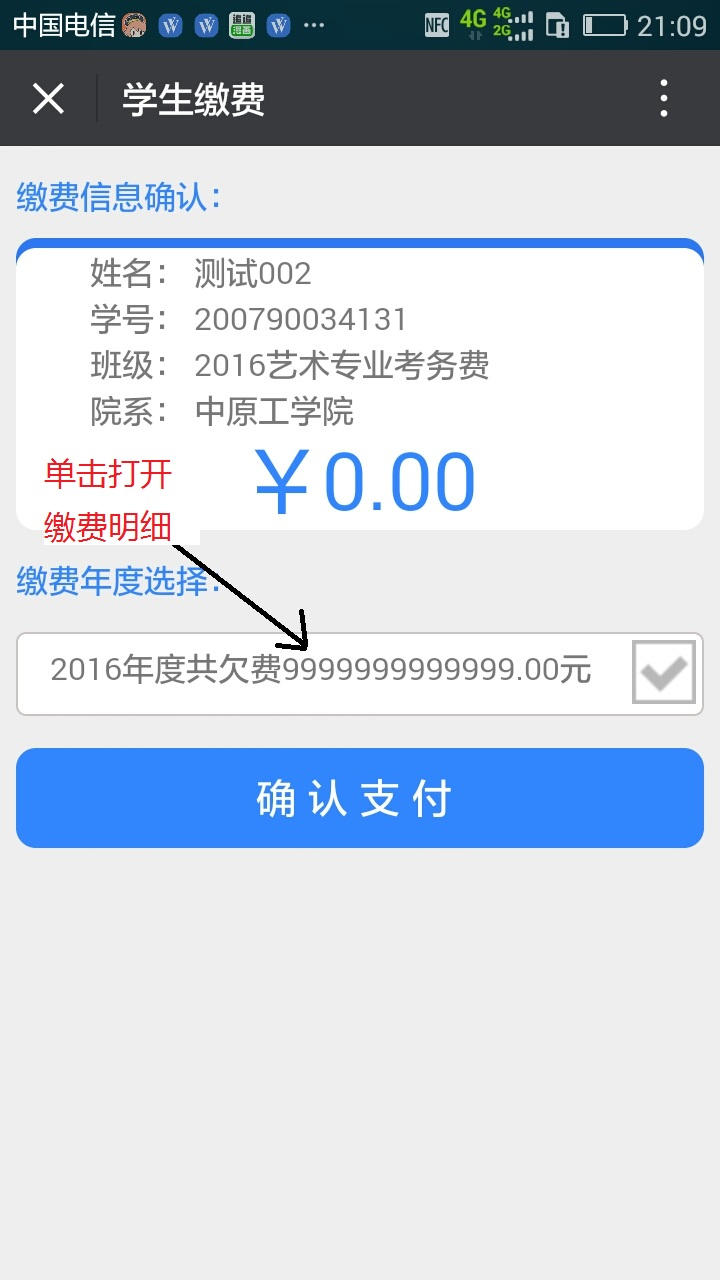 中国电信 追追漫画 ··· NFC 4G 4G 2G 21:09
学生缴费
缴费信息确认：
姓名： 测试002
学号： 200790034131
班级： 2016艺术专业考务费
院系： 中原工学院
¥0.00
单击打开
缴费明细
缴费年度选择：
2016年度共欠费9999999999999.00元
确认支付